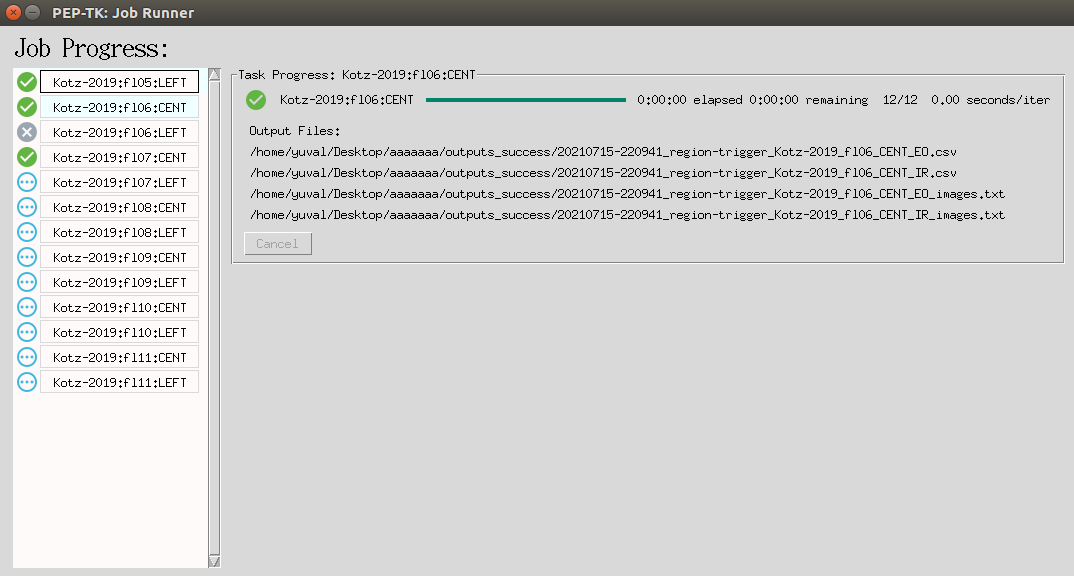 PEP-TK: Job Runner
Job Progress:
Kotz-2019:fl05:LEFT
Kotz-2019:fl06:CENT
Kotz-2019:fl06:LEFT
Kotz-2019:fl07:CENT
Kotz-2019:fl07:LEFT
Kotz-2019:fl08:CENT
Kotz-2019:fl08:LEFT
Kotz-2019:fl09:CENT
Kotz-2019:fl09:LEFT
Kotz-2019:fl10:CENT
Kotz-2019:fl10:LEFT
Kotz-2019:fl11:CENT
Kotz-2019:fl11:LEFT
Task Progress: Kotz-2019:fl06:CENT
Kotz-2019:fl06:CENT 0:00:00 elapsed 0:00:00 remaining 12/12 0.00 seconds/iter
Output Files:
/home/yuval/Desktop/aaaaaaa/outputs_success/20210715-220941_region-trigger_Kotz-2019_fl06_CENT_EO.csv
/home/yuval/Desktop/aaaaaaa/outputs_success/20210715-220941_region-trigger_Kotz-2019_fl06_CENT_IR.csv
/home/yuval/Desktop/aaaaaaa/outputs_success/20210715-220941_region-trigger_Kotz-2019_fl06_CENT_EO_images.txt
/home/yuval/Desktop/aaaaaaa/outputs_success/20210715-220941_region-trigger_Kotz-2019_fl06_CENT_IR_images.txt
Cancel